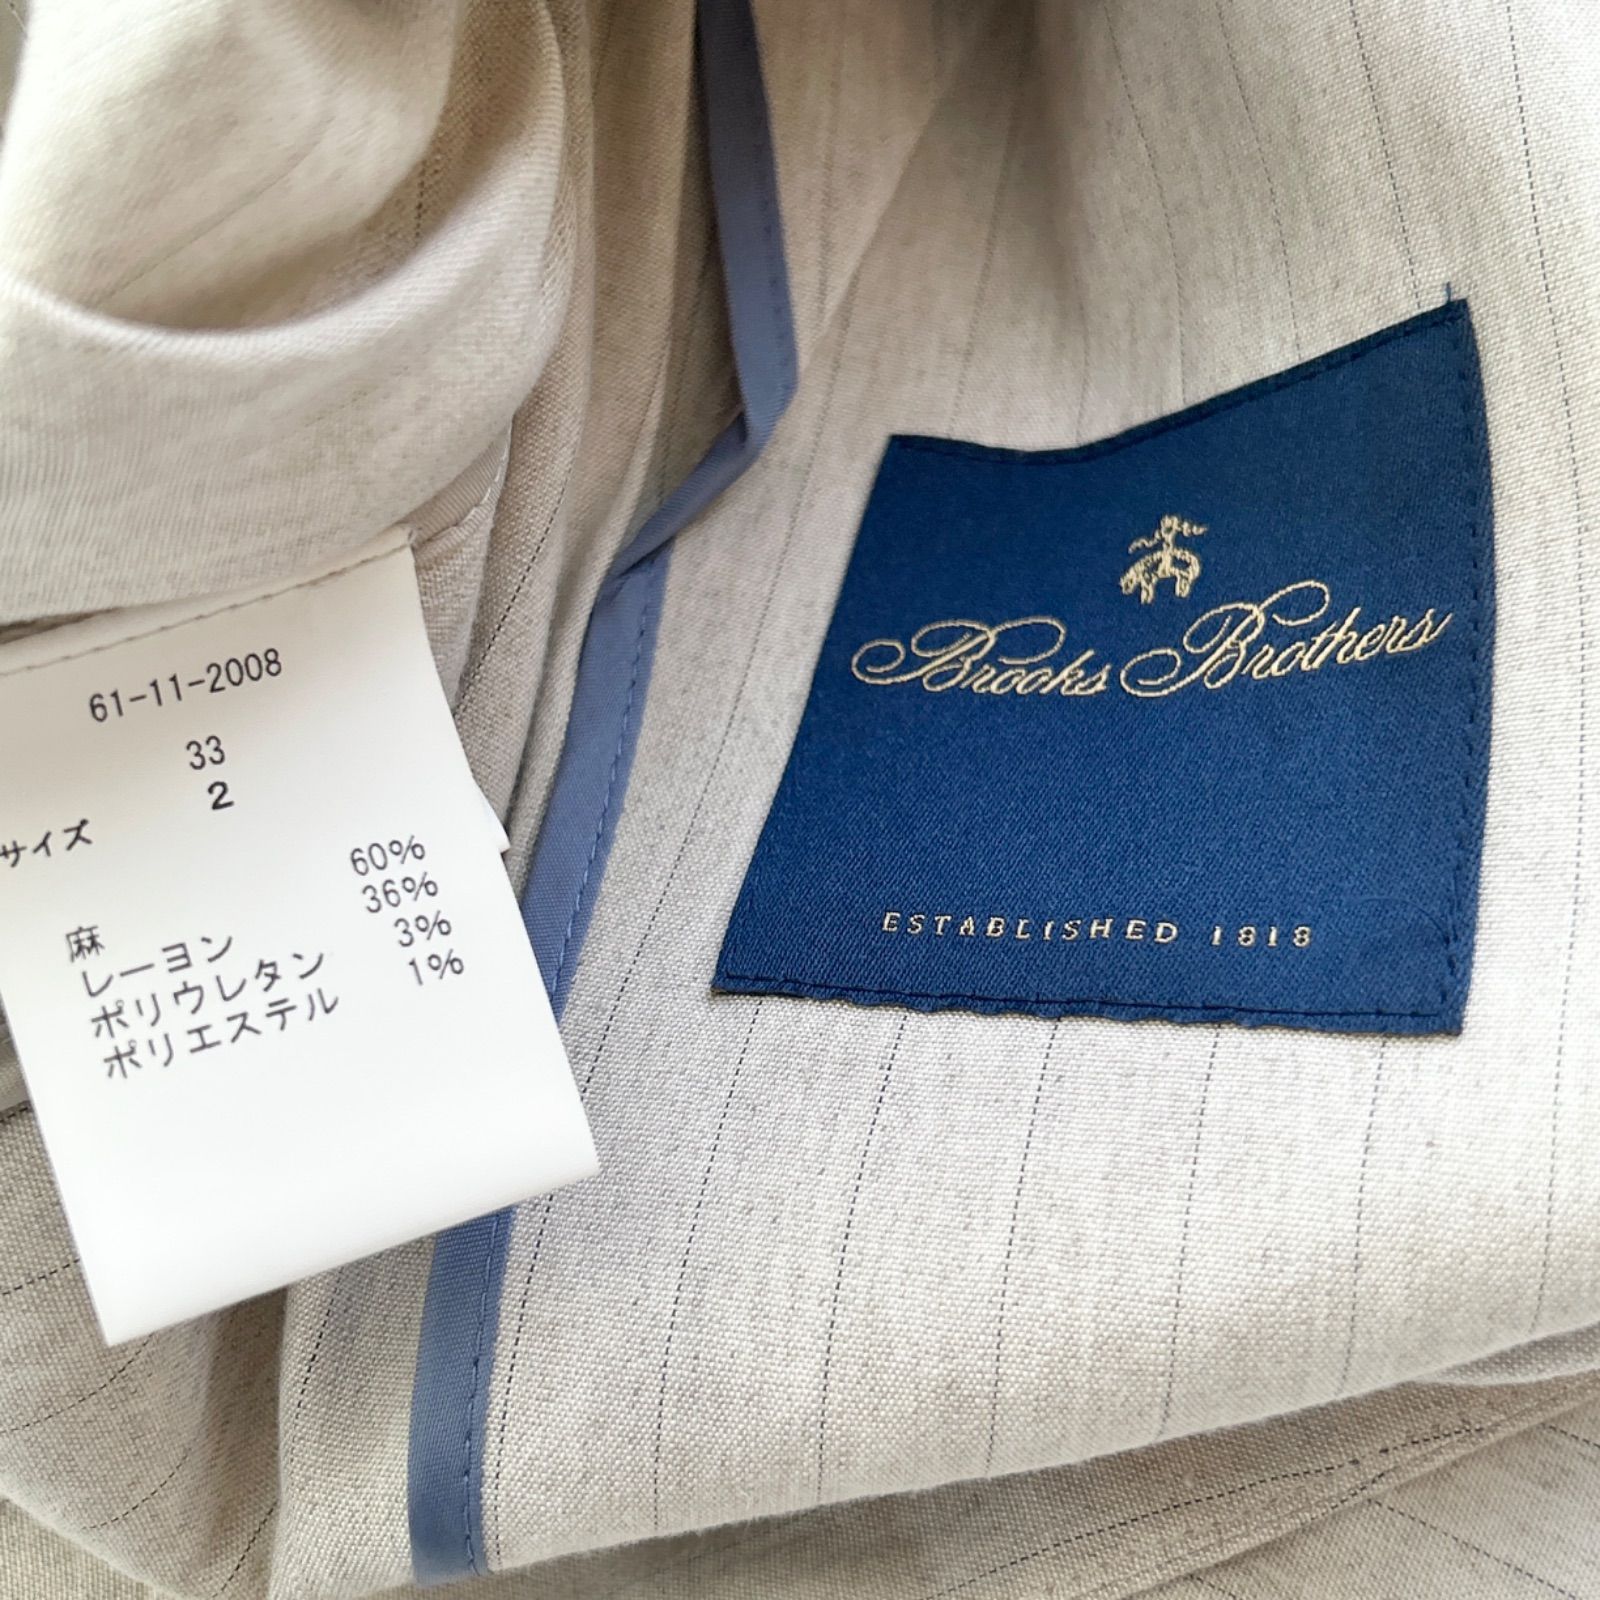 61-11-2008
33
サイズ 2
麻 60%
レーヨン 36%
ポリウレタン 3%
ポリエステル 1%
Brooks Brothers
ESTABLISHED 1818